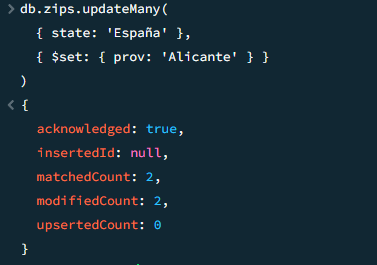 > db.zips.updateMany(
{ state: 'España' },
{ $set: { prov: 'Alicante' } }
)
< {
acknowledged: true,
insertedId: null,
matchedCount: 2,
modifiedCount: 2,
upsertedCount: 0
}